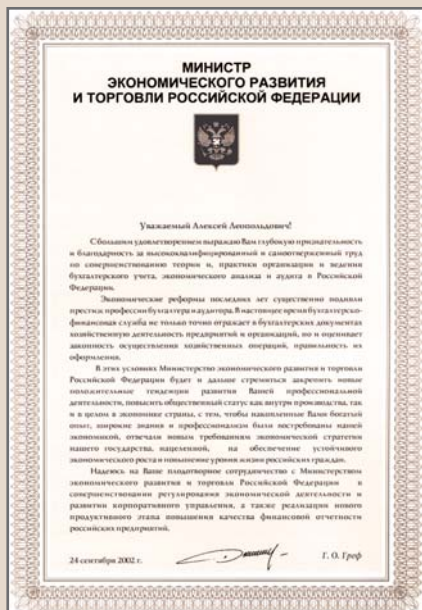 МИНИСТР
ЭКОНОМИЧЕСКОГО РАЗВИТИЯ
И ТОРГОВЛИ РОССИЙСКОЙ ФЕДЕРАЦИИ
Уважаемый Алексей Леопольдович!
С большим удовлетворением выражаю Вам глубокую признательность
и благодарность за высококвалифицированный и самоотверженный труд
по совершенствованию теории и, практики организации и ведения
бухгалтерского учета, экономического анализа и аудита в Российской
Федерации.
Экономические реформы последних лет существенно подняли
престиж профессии бухгалтера и аудитора. В настоящее время бухгалтерско-
финансовая служба не только точно отражает в бухгалтерских документах
хозяйственную деятельность предприятий и организаций, но и оценивает
законность осуществления хозяйственных операций, правильность их
оформления.
В этих условиях Министерство экономического развития и торговли
Российской Федерации будет и дальше стремиться закрепить новые
положительные тенденции развития Вашей профессиональной
деятельности, повысить общественный статус как внутри производства, так
и в целом в экономике страны, с тем, чтобы накопленные Вами богатый
опыт, широкие знания и профессионализм были востребованы нашей
экономикой, отвечали новым требованиям экономической стратегии
нашего государства, нацеленной, на обеспечение устойчивого
экономического роста и повышение уровня жизни российских граждан.
Надеюсь на Ваше плодотворное сотрудничество с Министерством
экономического развития и торговли Российской Федерации в
совершенствовании регулирования экономической деятельности и
развитии корпоративного управления, а также реализации нового
продуктивного этапа повышения качества финансовой отчетности
российских предприятий.
24 сентября 2002 г.
Г. О. Греф